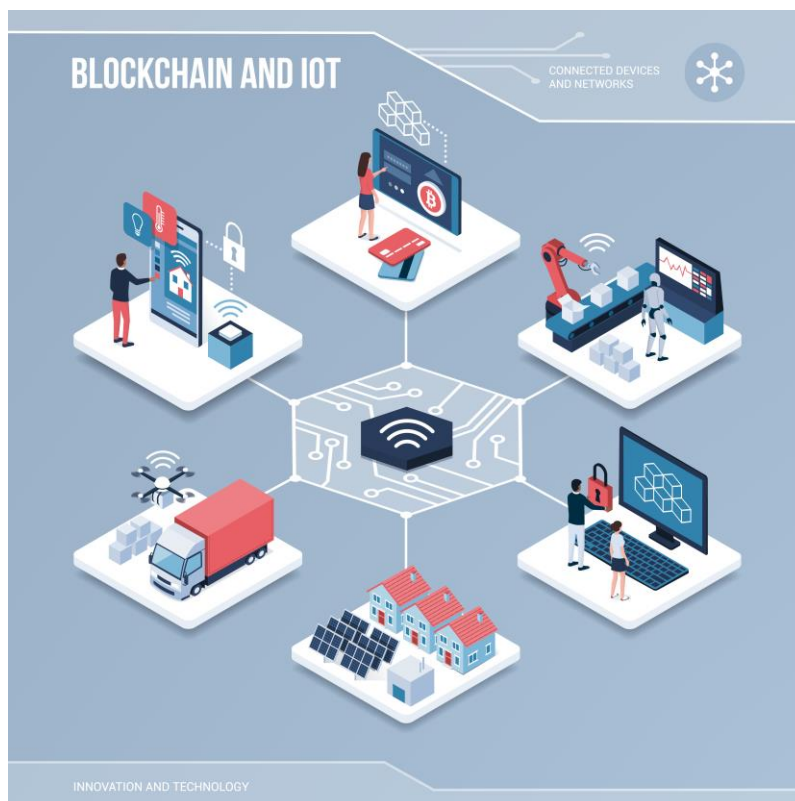 BLOCKCHAIN AND IOT
CONNECTED DEVICES
AND NETWORKS
INNOVATION AND TECHNOLOGY